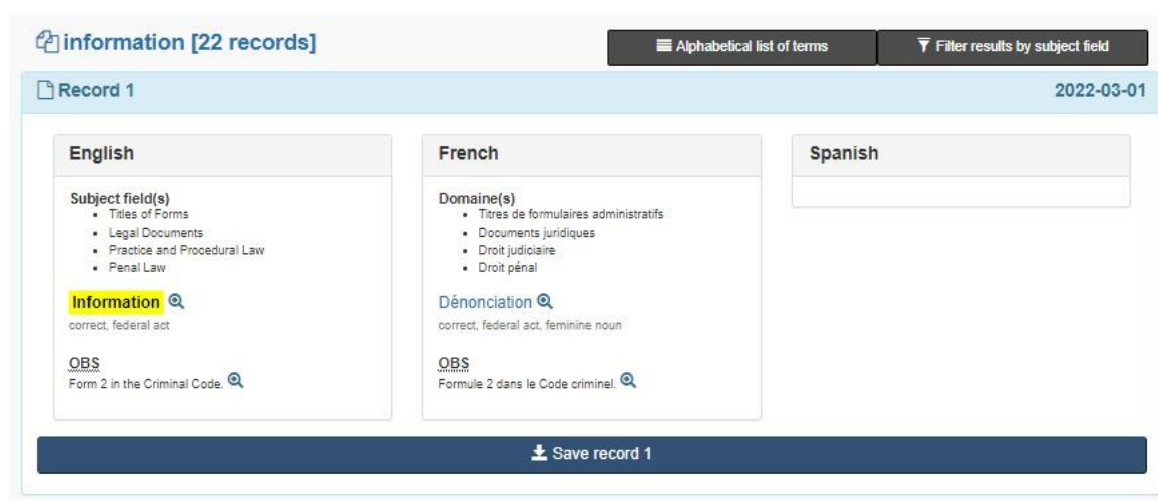 information [22 records]
Alphabetical list of terms
Filter results by subject field
Record 1
2022-03-01
English
Subject field(s)
• Titles of Forms
• Legal Documents
• Practice and Procedural Law
• Penal Law
Information
correct, federal act
OBS
Form 2 in the Criminal Code.
French
Domaine(s)
• Titres de formulaires administratifs
• Documents juridiques
• Droit judiciaire
• Droit pénal
Dénonciation
correct, federal act, feminine noun
OBS
Formule 2 dans le Code criminel.
Spanish
Save record 1